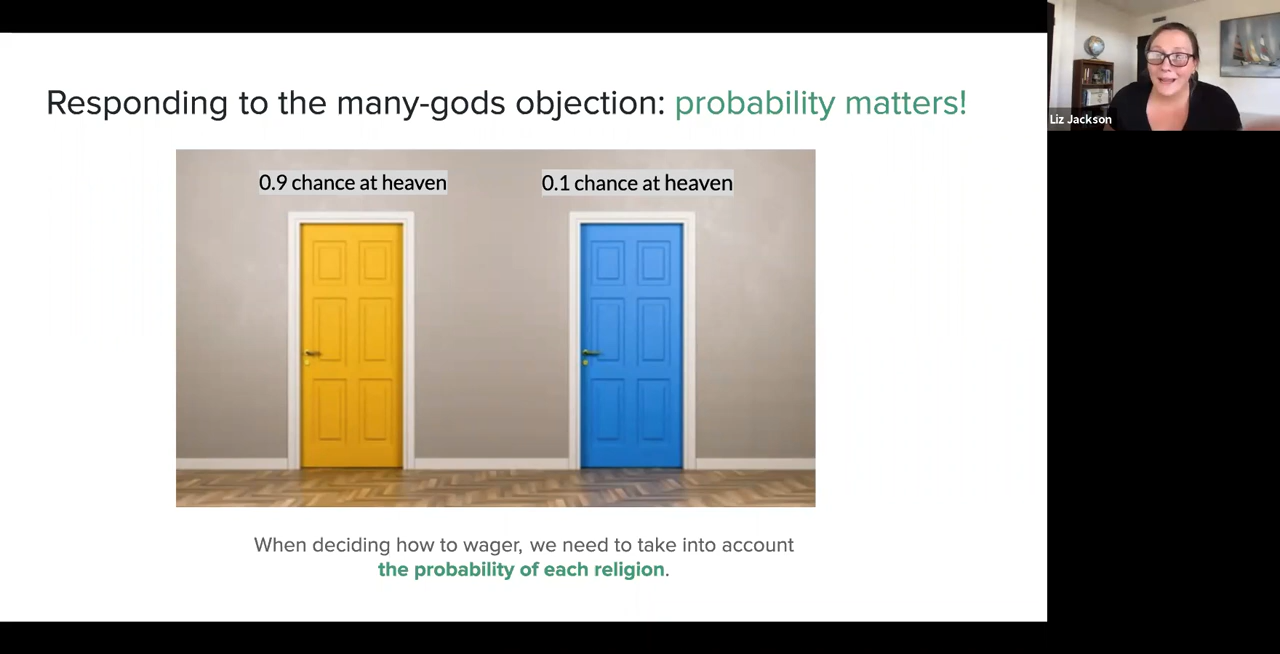 Responding to the many-gods objection: probability matters!
0.9 chance at heaven
0.1 chance at heaven
When deciding how to wager, we need to take into account
the probability of each religion.
Liz Jackson